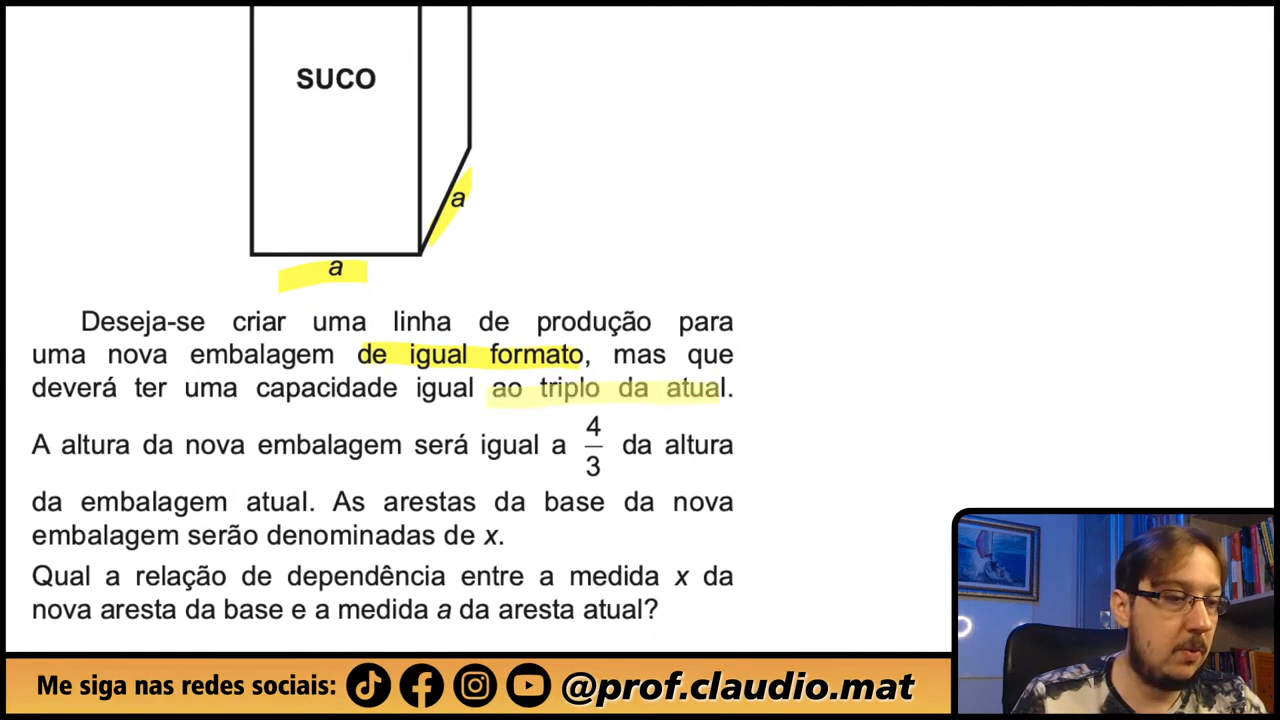 SUCO
a
a
Deseja-se criar uma linha de produção para
uma nova embalagem de igual formato, mas que
deverá ter uma capacidade igual ao triplo da atual.
A altura da nova embalagem será igual a 4/3 da altura
da embalagem atual. As arestas da base da nova
embalagem serão denominadas de x.
Qual a relação de dependência entre a medida x da
nova aresta da base e a medida a da aresta atual?
Me siga nas redes sociais: @prof.claudio.mat